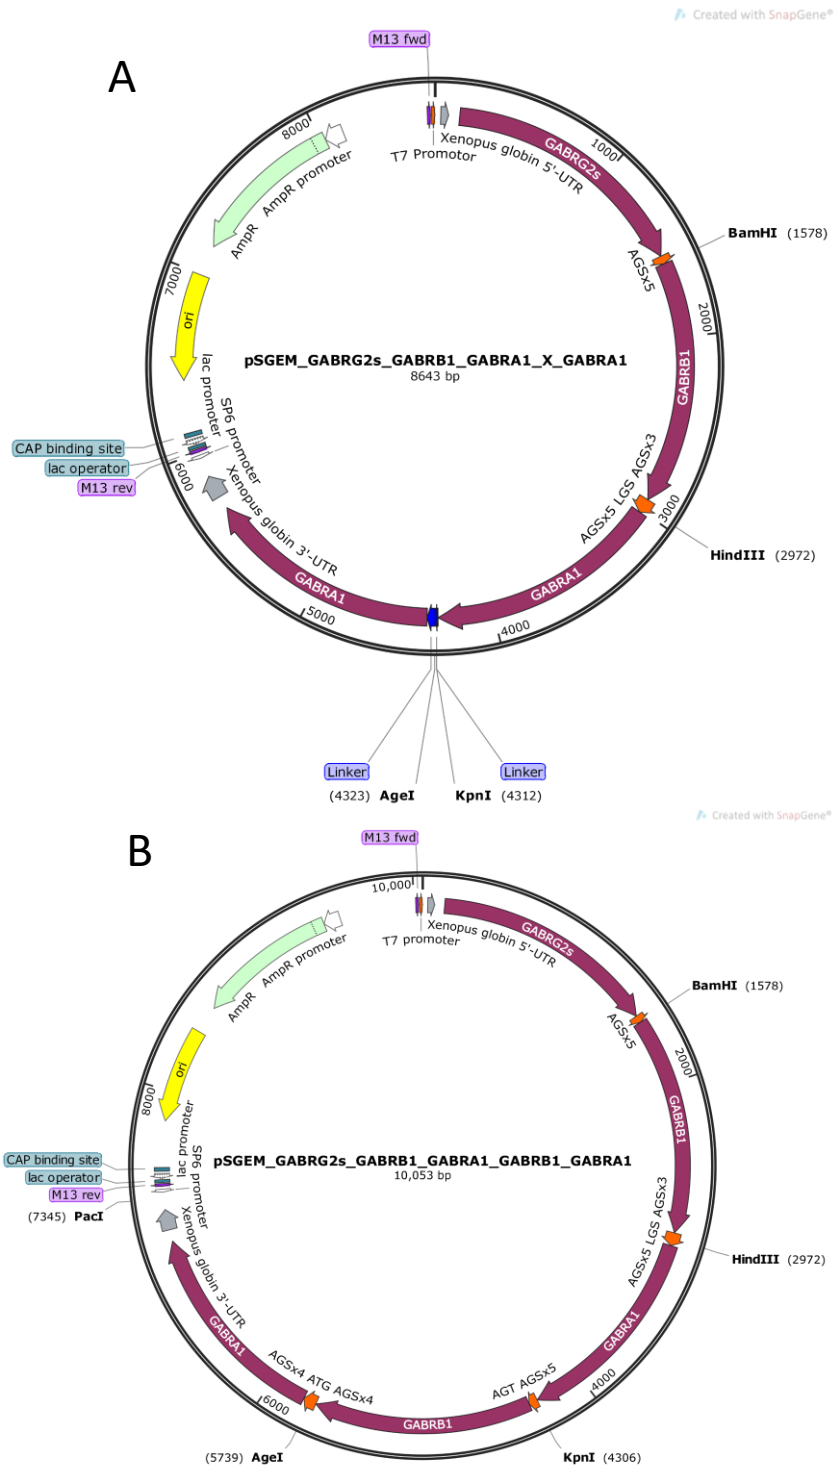 Created with SnapGene®
A
M13 fwd
8000
1000
T7 Promotor
Xenopus globin 5'-UTR
GABRG2s
AmpR promoter
AmpR
BamHI (1578)
AGSx5
7000
2000
ori
pSGEM_GABRG2s_GABRB1_GABRA1_X_GABRA1
8643 bp
GABRB1
lac promoter
SP6 promoter
CAP binding site
lac operator
M13 rev
6000
AGSx5 LGS AGSx3
3000
HindIII (2972)
Xenopus globin 3'-UTR
GABRA1
GABRA1
5000
4000
Linker
Linker
(4323) AgeI
KpnI (4312)
Created with SnapGene®
B
M13 fwd
10,000
T7 promoter
Xenopus globin 5'-UTR
GABRG2s
AmpR promoter
AmpR
BamHI (1578)
AGSx5
2000
ori
8000
GABRB1
pSGEM_GABRG2s_GABRB1_GABRA1_GABRB1_GABRA1
10,053 bp
lac promoter
SP6 promoter
CAP binding site
lac operator
M13 rev
(7345) PacI
AGSx5 LGS AGSx3
HindIII (2972)
Xenopus globin 3'-UTR
GABRA1
GABRA1
AGSx4 ATG AGSx4
AGT AGSx5
4000
6000
GABRB1
(5739) AgeI
KpnI (4306)